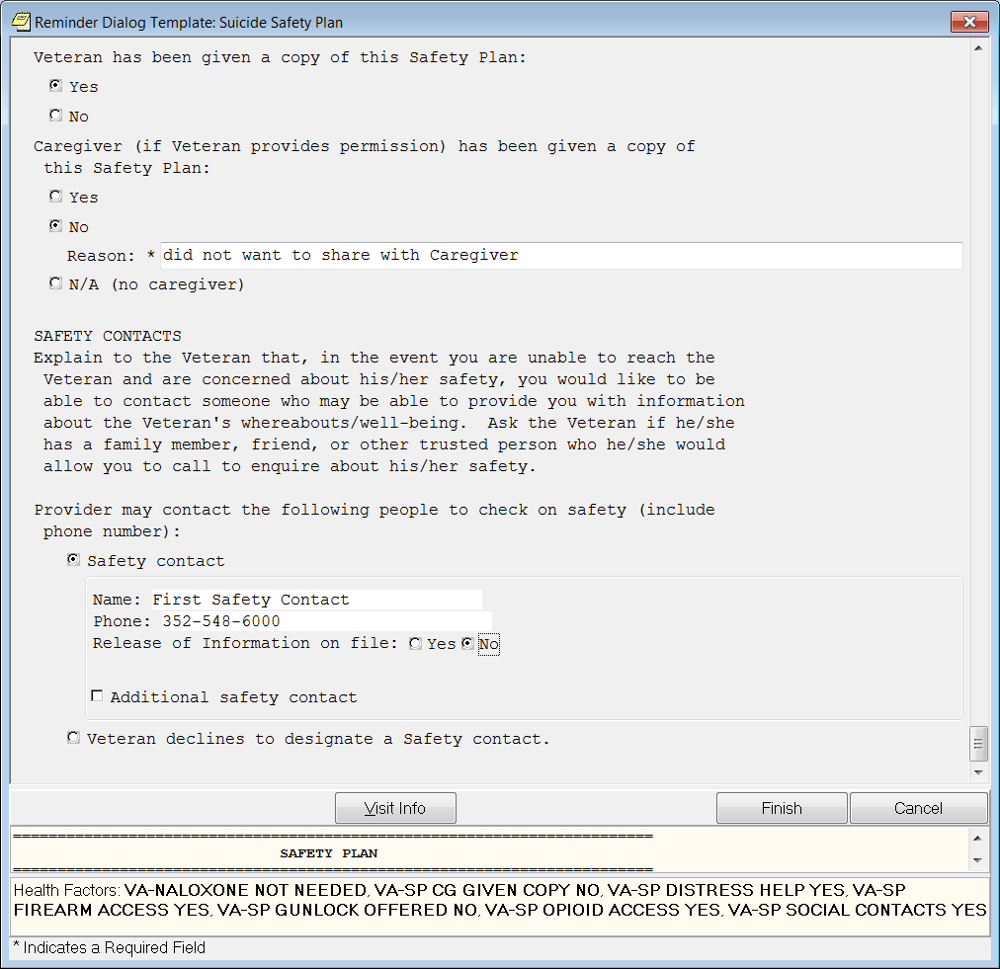 Reminder Dialog Template: Suicide Safety Plan
Veteran has been given a copy of this Safety Plan:
Yes
No
Caregiver (if Veteran provides permission) has been given a copy of
this Safety Plan:
Yes
No
Reason: * did not want to share with Caregiver
N/A (no caregiver)
SAFETY CONTACTS
Explain to the Veteran that, in the event you are unable to reach the
Veteran and are concerned about his/her safety, you would like to be
able to contact someone who may be able to provide you with information
about the Veteran's whereabouts/well-being.  Ask the Veteran if he/she
has a family member, friend, or other trusted person who he/she would
allow you to call to enquire about his/her safety.
Provider may contact the following people to check on safety (include
phone number):
Safety contact
Name: First Safety Contact
Phone: 352-548-6000
Release of Information on file: Yes No
Additional safety contact
Veteran declines to designate a Safety contact.
Visit Info Finish Cancel
SAFETY PLAN
Health Factors: VA-NALOXONE NOT NEEDED, VA-SP CG GIVEN COPY NO, VA-SP DISTRESS HELP YES, VA-SP
FIREARM ACCESS YES, VA-SP GUNLOCK OFFERED NO, VA-SP OPIOID ACCESS YES, VA-SP SOCIAL CONTACTS YES
* Indicates a Required Field